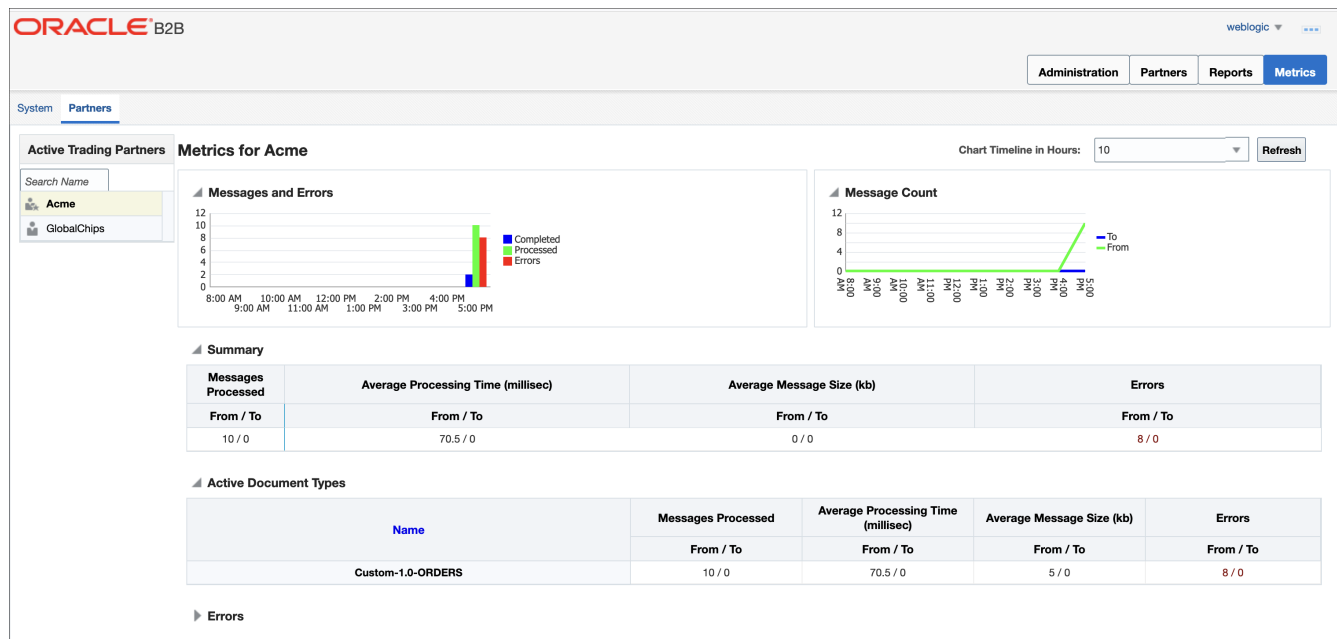 ORACLE B2B
weblogic
Administration Partners Reports Metrics
System Partners
Active Trading Partners
Search Name
Acme
GlobalChips
Metrics for Acme
Chart Timeline in Hours: 10 Refresh
Messages and Errors
12
10
8
6
4
2
0
8:00 AM 10:00 AM 12:00 PM 2:00 PM 4:00 PM
9:00 AM 11:00 AM 1:00 PM 3:00 PM 5:00 PM
Completed
Processed
Errors
Message Count
12
8
4
0
8:00 AM
9:00 AM
10:00 AM
11:00 AM
12:00 PM
1:00 PM
2:00 PM
3:00 PM
4:00 PM
5:00 PM
To
From
Summary
Messages Processed Average Processing Time (millisec) Average Message Size (kb) Errors
From / To From / To From / To From / To
10 / 0 70.5 / 0 0 / 0 8 / 0
Active Document Types
Name Messages Processed Average Processing Time (millisec) Average Message Size (kb) Errors
From / To From / To From / To From / To
Custom-1.0-ORDERS 10 / 0 70.5 / 0 5 / 0 8 / 0
Errors